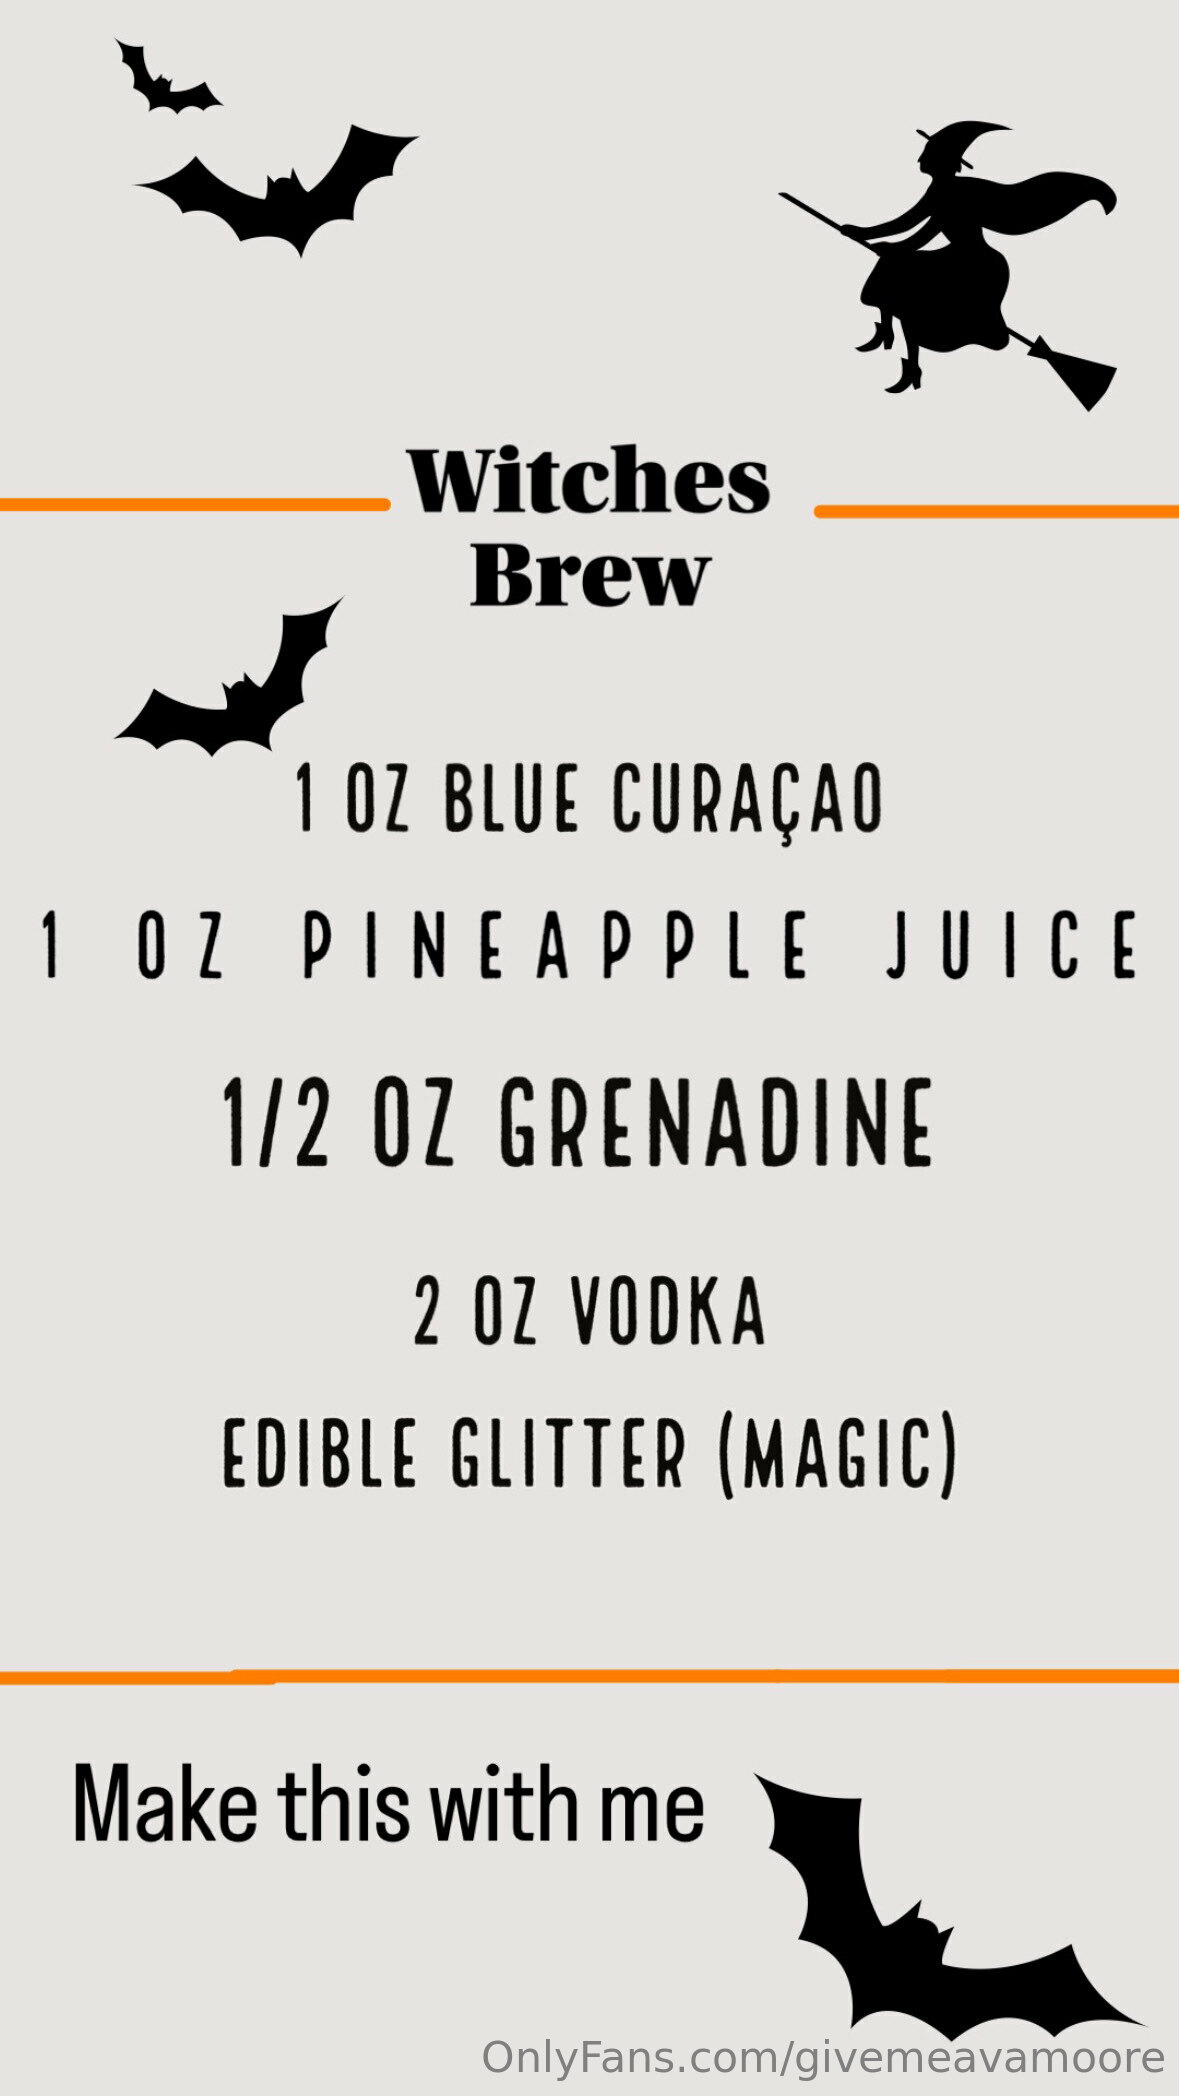 Witches
Brew
1 OZ BLUE CURAÇAO
1 OZ PINEAPPLE JUICE
1/2 OZ GRENADINE
2 OZ VODKA
EDIBLE GLITTER (MAGIC)
Make this with me
OnlyFans.com/givemeavamoore